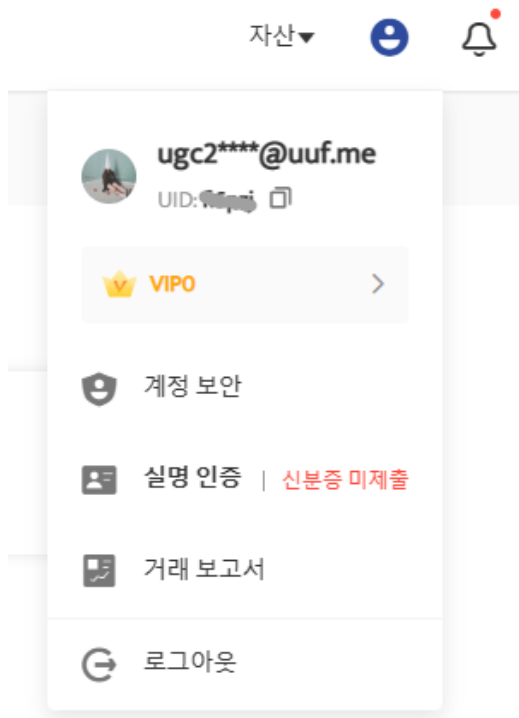 자산
ugc2****@uuf.me
UID:
VIP0
계정 보안
실명 인증 | 신분증 미제출
거래 보고서
로그아웃